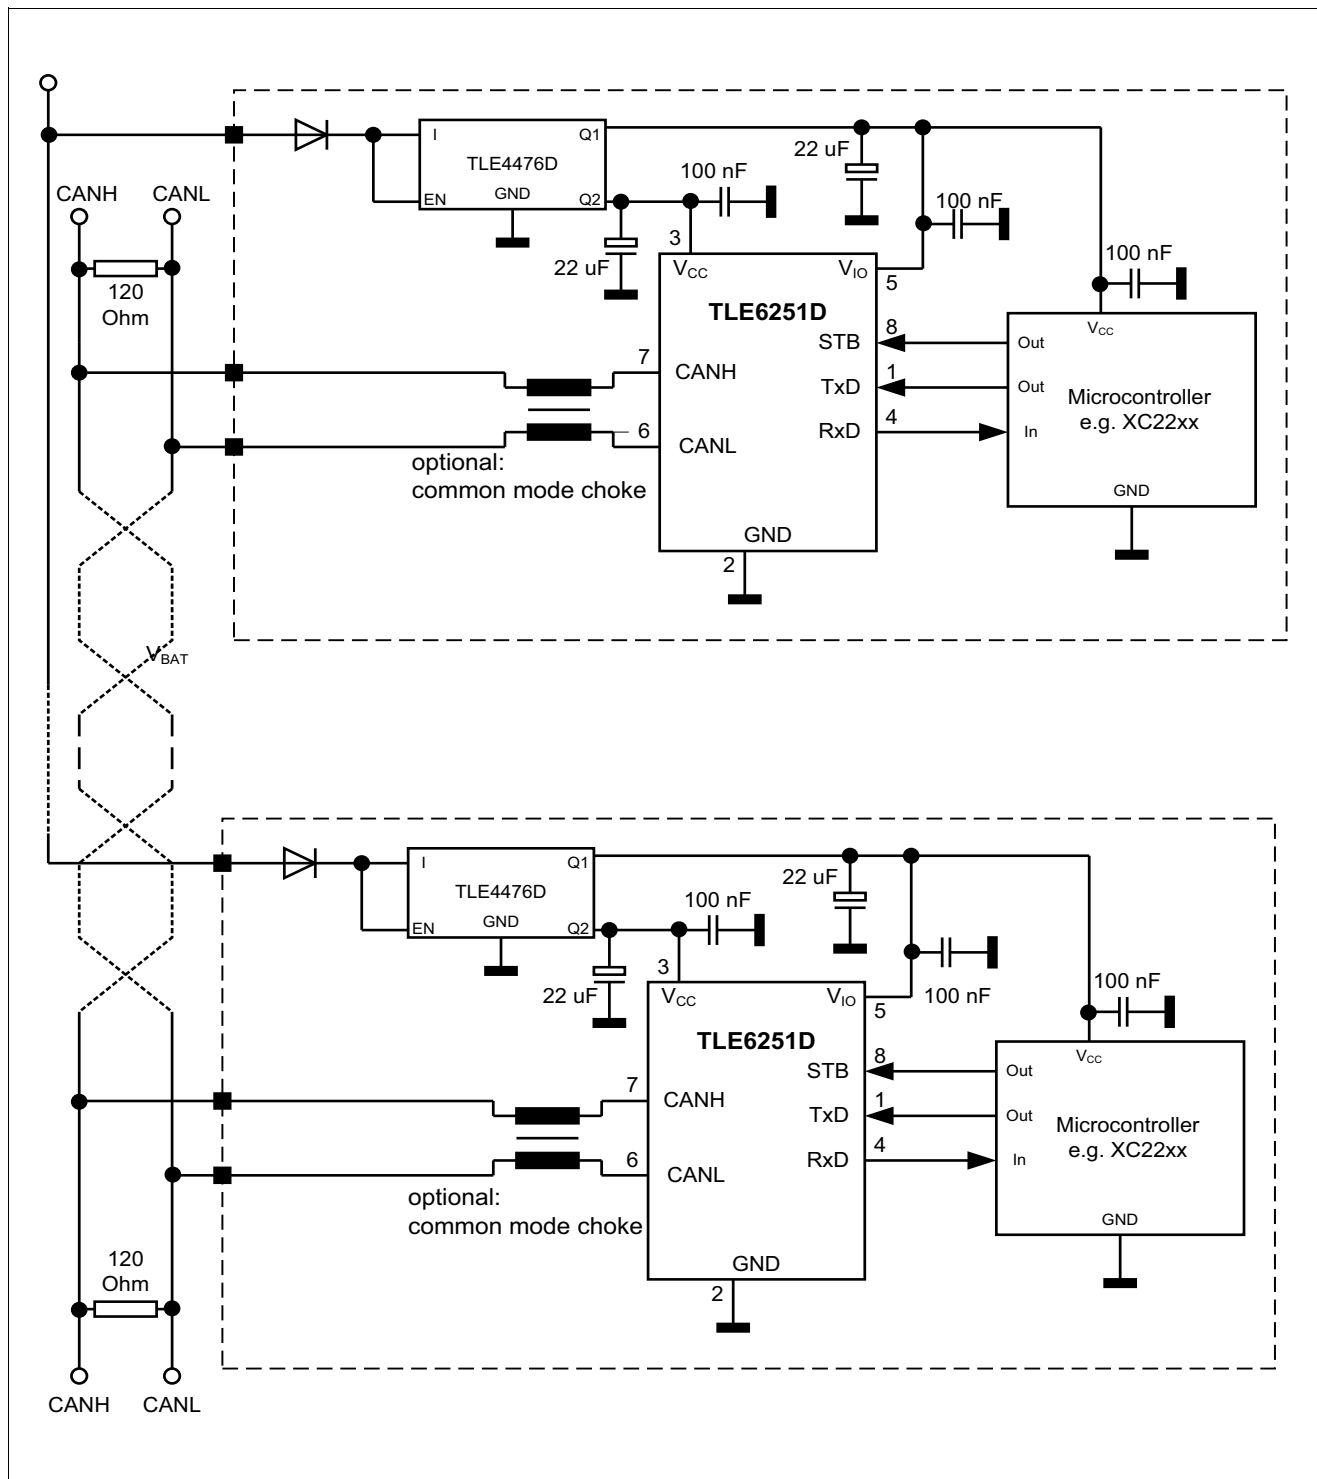 I
Q1
TLE4476D
EN
GND
Q2
22 uF
100 nF
100 nF
CANH
CANL
120
Ohm
22 uF
3
VCC
VIO
5
100 nF
TLE6251D
VCC
STB
8
Out
7
CANH
TxD
1
Out
Microcontroller
e.g. XC22xx
RxD
4
In
6
CANL
optional:
common mode choke
GND
GND
2
VBAT
I
Q1
TLE4476D
EN
GND
Q2
22 uF
100 nF
22 uF
3
VCC
VIO
5
100 nF
100 nF
TLE6251D
VCC
STB
8
Out
7
CANH
TxD
1
Out
Microcontroller
e.g. XC22xx
RxD
4
In
6
CANL
optional:
common mode choke
GND
GND
2
120
Ohm
CANH
CANL